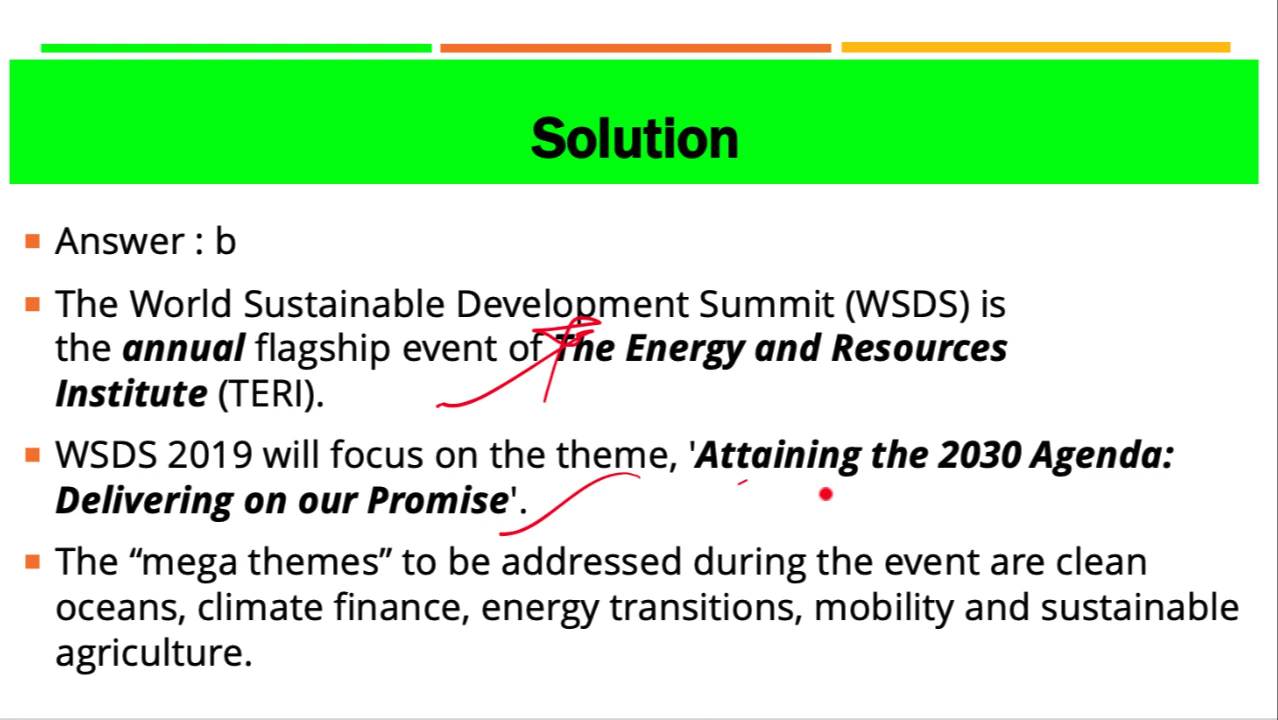 Solution
Answer : b
The World Sustainable Development Summit (WSDS) is
the annual flagship event of The Energy and Resources
Institute (TERI).
WSDS 2019 will focus on the theme, 'Attaining the 2030 Agenda:
Delivering on our Promise'.
The “mega themes” to be addressed during the event are clean
oceans, climate finance, energy transitions, mobility and sustainable
agriculture.